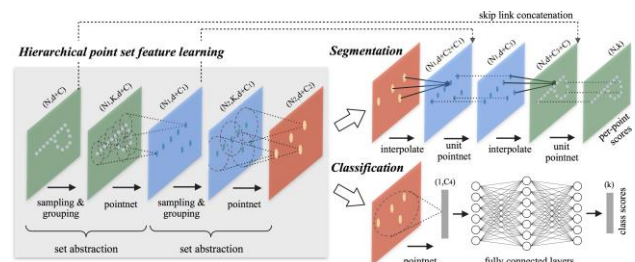 skip link concatenation
Hierarchical point set feature learning
Segmentation
(N,d+C)
(N1,K,d+C)
(N1,d+C1)
(N2,K,d+C1)
(N2,d+C2)
(N1,d+C2+C1)
(N1,d+C3)
(N,d+C3+C)
(N,k)
per-point
scores
interpolate
unit
pointnet
interpolate
unit
pointnet
sampling &
grouping
pointnet
sampling &
grouping
pointnet
set abstraction
set abstraction
Classification
(1,C4)
(k)
class scores
pointnet
fully connected layers